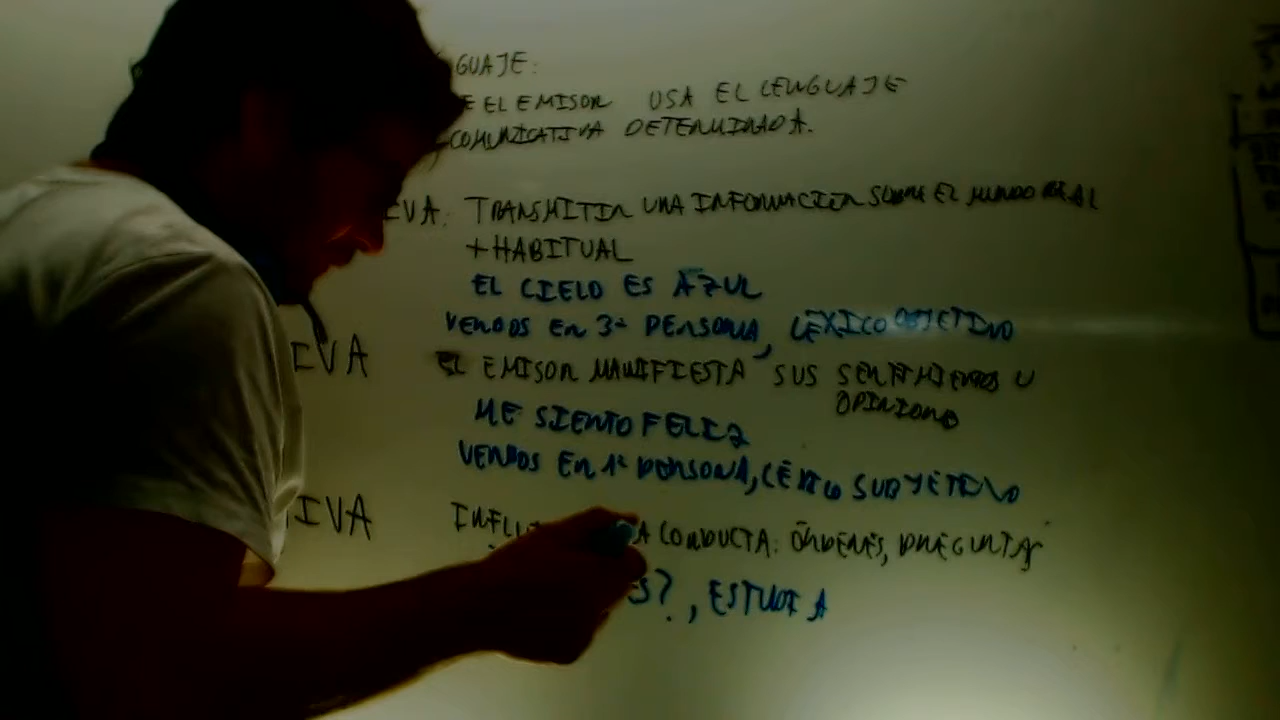 GUAJE:
E EL EMISOR USA EL LENGUAJE
COMUNICATIVA DETERMINADA.
IVA: TRANSMITIR UNA INFORMACIÓN SOBRE EL MUNDO REAL
+ HABITUAL
EL CIELO ES AZUL
VERBOS EN 3ª PERSONA, LÉXICO OBJETIVO
IVA EL EMISOR MANIFIESTA SUS SENTIMIENTOS U
OPINIONES
ME SIENTO FELIZ
VERBOS EN 1ª PERSONA, LÉXICO SUBJETIVO
IVA INFLU A CONDUCTA: ÓRDENES, PREGUNTAS
ES?, ESTUDIA